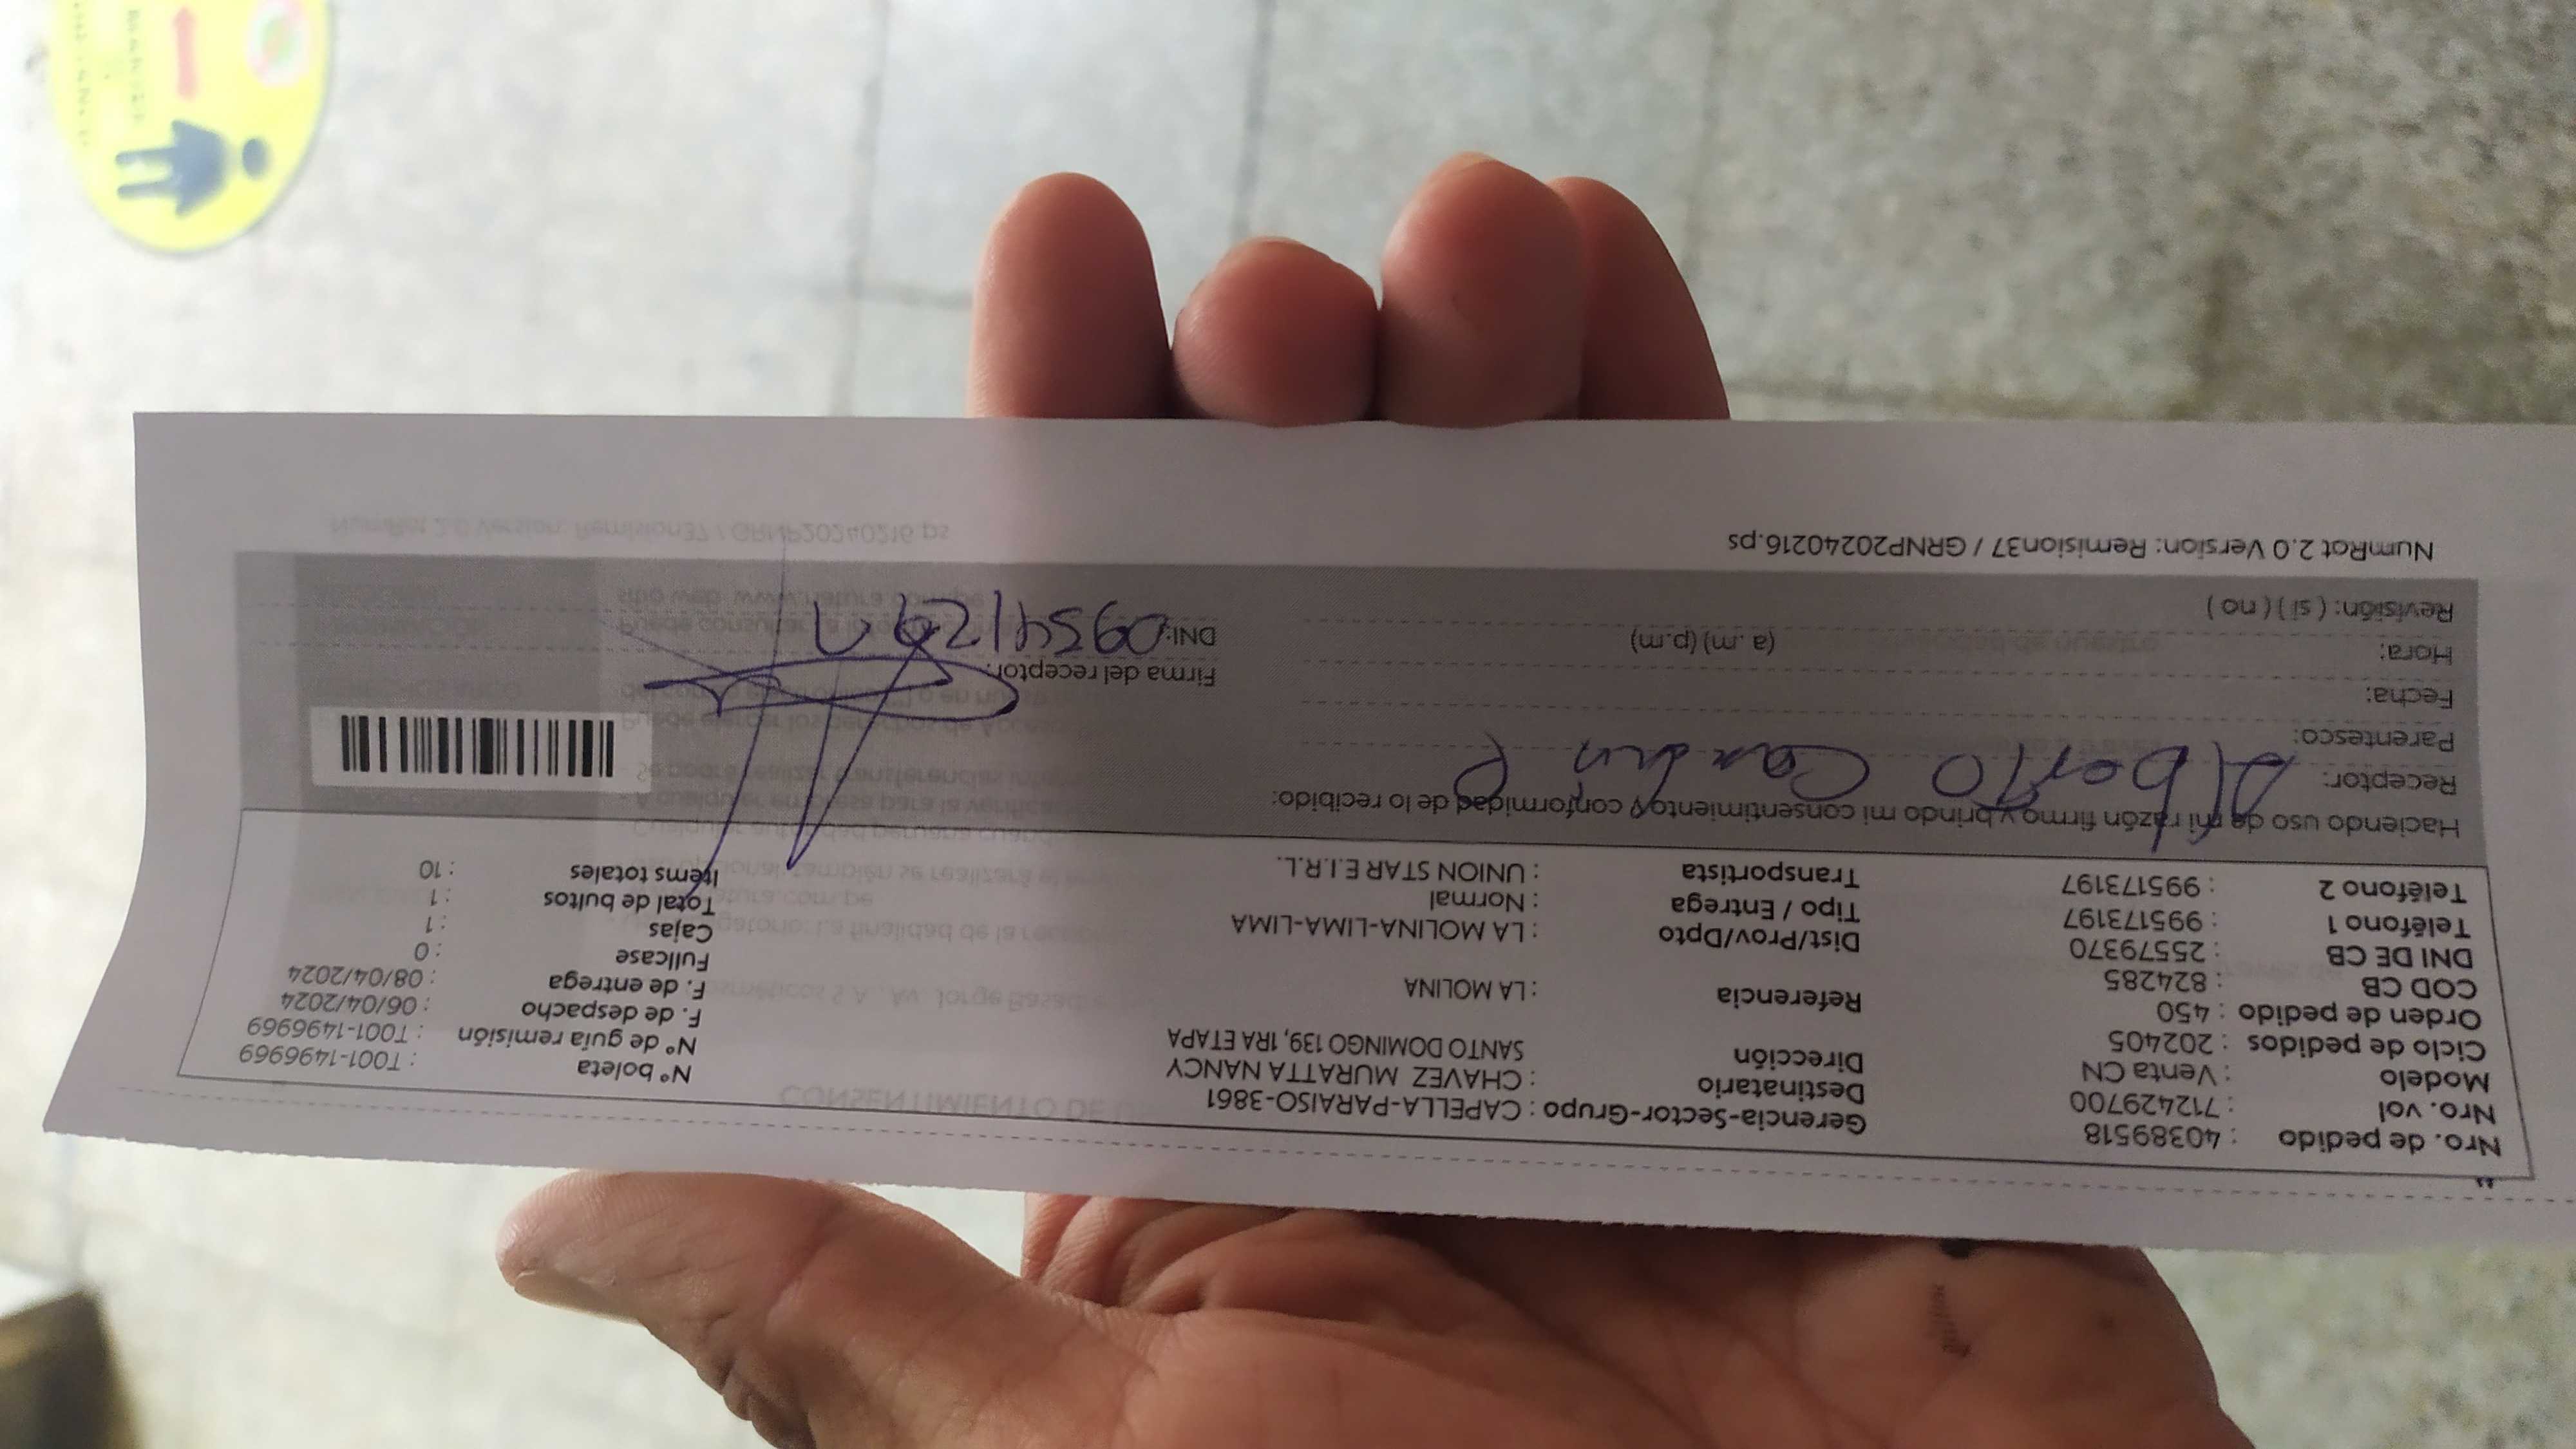 Nro. de pedido : 40389518
Nro. vol : 712429700
Modelo : Venta CN
Ciclo de pedidos : 202405
Orden de pedido : 450
COD CB : 824285
DNI DE CB : 25579370
Teléfono 1 : 995173197
Teléfono 2 : 995173197
Gerencia-Sector-Grupo : CAPELLA-PARAISO-3861
Destinatario : CHAVEZ MURATTA NANCY
Dirección SANTO DOMINGO 139, 1RA ETAPA
Referencia : LA MOLINA
Dist/Prov/Dpto : LA MOLINA-LIMA-LIMA
Tipo / Entrega : Normal
Transportista : UNION STAR E.I.R.L.
N° boleta : T001-1496969
N° de guía remisión : T001-1496969
F. de despacho : 06/04/2024
F. de entrega : 08/04/2024
Fullcase : 0
Cajas : 1
Total de bultos : 1
Items totales : 10
Haciendo uso de mi razón firmo y brindo mi consentimiento y conformidad de lo recibido:
Receptor: Alberto
Parentesco:
Fecha:
Hora: (a.m) (p.m)
Revisión: ( si ) ( no )
Firma del receptor:
DNI:
NumRot 2.0 Version: Remision37 / GRNP20240216.ps